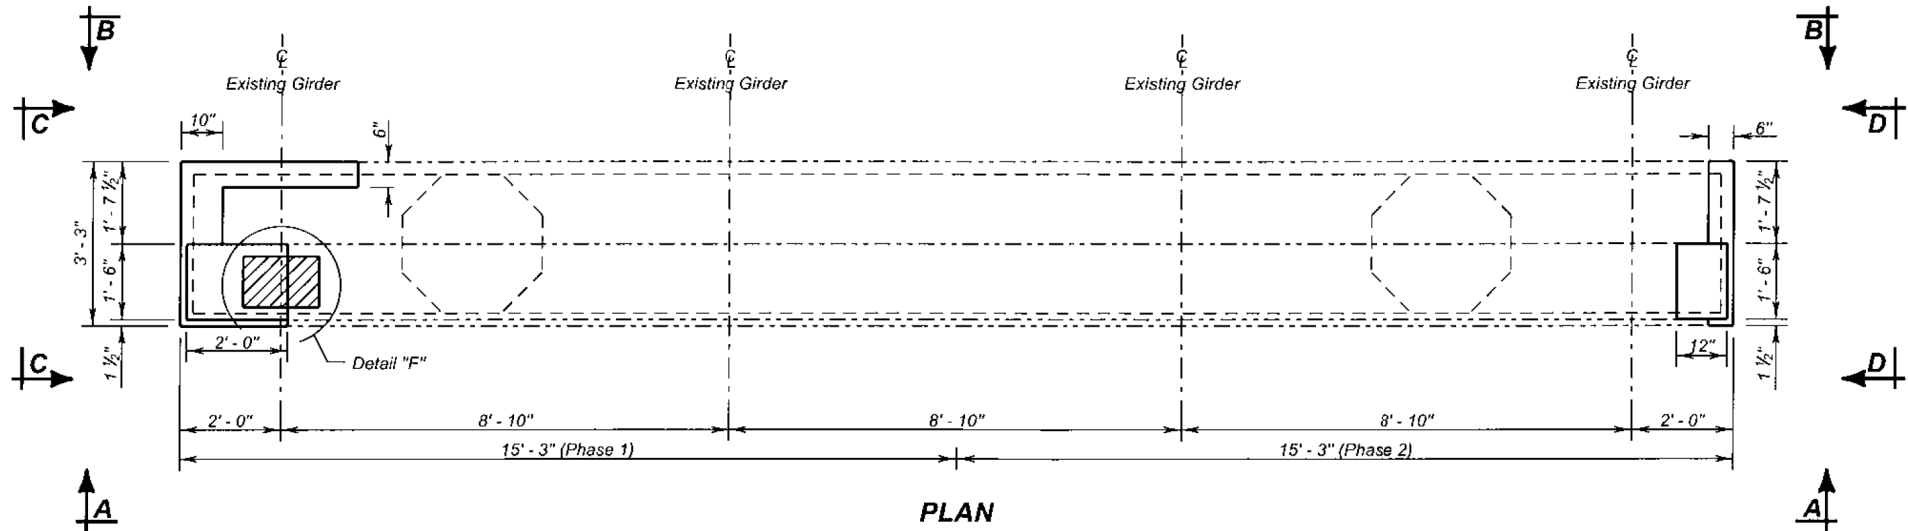 B
B
℄
℄
℄
℄
Existing Girder
Existing Girder
Existing Girder
Existing Girder
C
D
10"
6"
6"
3' - 3"
1' - 7 ½"
1' - 6"
1 ½"
1' - 7 ½"
1' - 6"
1 ½"
2' - 0"
12"
Detail "F"
C
D
2' - 0"
8' - 10"
8' - 10"
8' - 10"
2' - 0"
15' - 3" (Phase 1)
15' - 3" (Phase 2)
A
PLAN
A